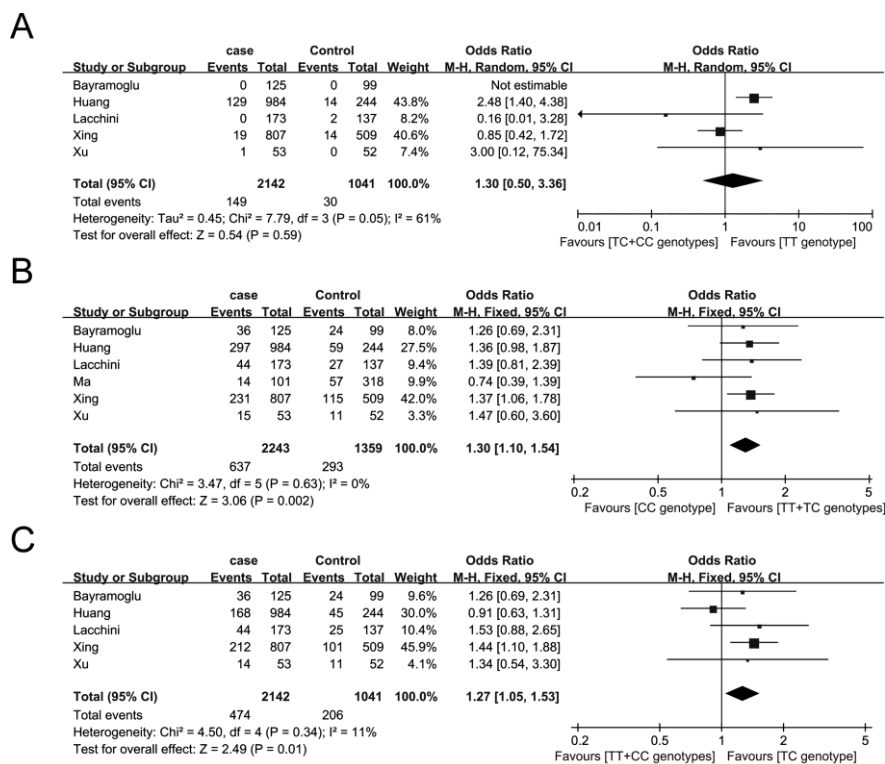 A
case Control Odds Ratio Odds Ratio
Study or Subgroup Events Total Events Total Weight M-H, Random, 95% CI M-H, Random, 95% CI
Bayramoglu 0 125 0 99 Not estimable
Huang 129 984 14 244 43.8% 2.48 [1.40, 4.38]
Lacchini 0 173 2 137 8.2% 0.16 [0.01, 3.28]
Xing 19 807 14 509 40.6% 0.85 [0.42, 1.72]
Xu 1 53 0 52 7.4% 3.00 [0.12, 75.34]
Total (95% CI) 2142 1041 100.0% 1.30 [0.50, 3.36]
Total events 149 30
Heterogeneity: Tau² = 0.45; Chi² = 7.79, df = 3 (P = 0.05); I² = 61%
Test for overall effect: Z = 0.54 (P = 0.59)
0.01 0.1 1 10 100
Favours [TC+CC genotypes] Favours [TT genotype]
B
case Control Odds Ratio Odds Ratio
Study or Subgroup Events Total Events Total Weight M-H, Fixed, 95% CI M-H, Fixed, 95% CI
Bayramoglu 36 125 24 99 8.0% 1.26 [0.69, 2.31]
Huang 297 984 59 244 27.5% 1.36 [0.98, 1.87]
Lacchini 44 173 27 137 9.4% 1.39 [0.81, 2.39]
Ma 14 101 57 318 9.9% 0.74 [0.39, 1.39]
Xing 231 807 115 509 42.0% 1.37 [1.06, 1.78]
Xu 15 53 11 52 3.3% 1.47 [0.60, 3.60]
Total (95% CI) 2243 1359 100.0% 1.30 [1.10, 1.54]
Total events 637 293
Heterogeneity: Chi² = 3.47, df = 5 (P = 0.63); I² = 0%
Test for overall effect: Z = 3.06 (P = 0.002)
0.2 0.5 1 2 5
Favours [CC genotype] Favours [TT+TC genotypes]
C
case Control Odds Ratio Odds Ratio
Study or Subgroup Events Total Events Total Weight M-H, Fixed, 95% CI M-H, Fixed, 95% CI
Bayramoglu 36 125 24 99 9.6% 1.26 [0.69, 2.31]
Huang 168 984 45 244 30.0% 0.91 [0.63, 1.31]
Lacchini 44 173 25 137 10.4% 1.53 [0.88, 2.65]
Xing 212 807 101 509 45.9% 1.44 [1.10, 1.88]
Xu 14 53 11 52 4.1% 1.34 [0.54, 3.30]
Total (95% CI) 2142 1041 100.0% 1.27 [1.05, 1.53]
Total events 474 206
Heterogeneity: Chi² = 4.50, df = 4 (P = 0.34); I² = 11%
Test for overall effect: Z = 2.49 (P = 0.01)
0.2 0.5 1 2 5
Favours [TT+CC genotypes] Favours [TC genotype]